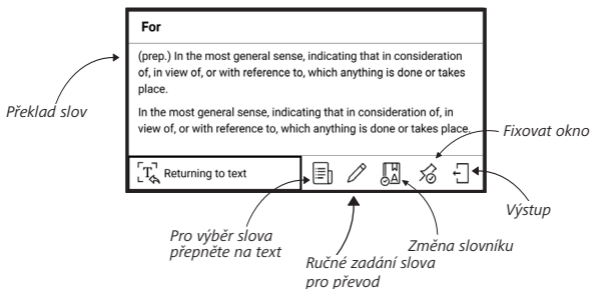 For
(prep.) In the most general sense, indicating that in consideration
of, in view of, or with reference to, which anything is done or takes
place.
In the most general sense, indicating that in consideration of, in
view of, or with reference to, which anything is done or takes place.
Překlad slov
Fixovat okno
Returning to text
Výstup
Pro výběr slova
přepněte na text
Změna slovníku
Ručné zadání slova
pro převod